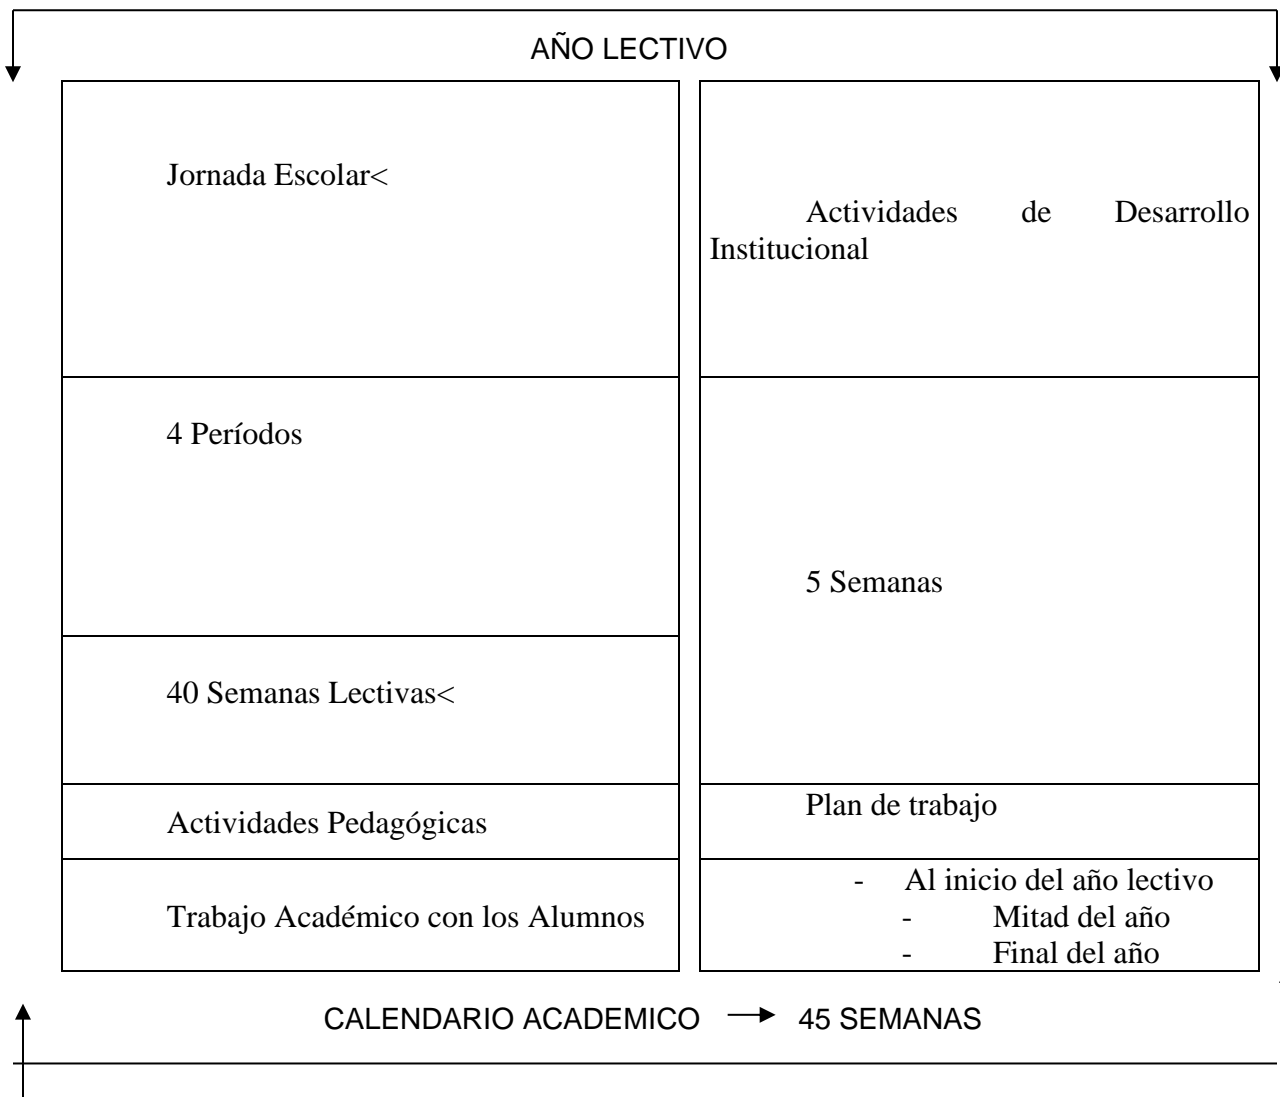 AÑO LECTIVO
Jornada Escolar<
Actividades de Desarrollo
Institucional
4 Períodos
5 Semanas
40 Semanas Lectivas<
Actividades Pedagógicas
Plan de trabajo
Trabajo Académico con los Alumnos
- Al inicio del año lectivo
- Mitad del año
- Final del año
CALENDARIO ACADEMICO → 45 SEMANAS